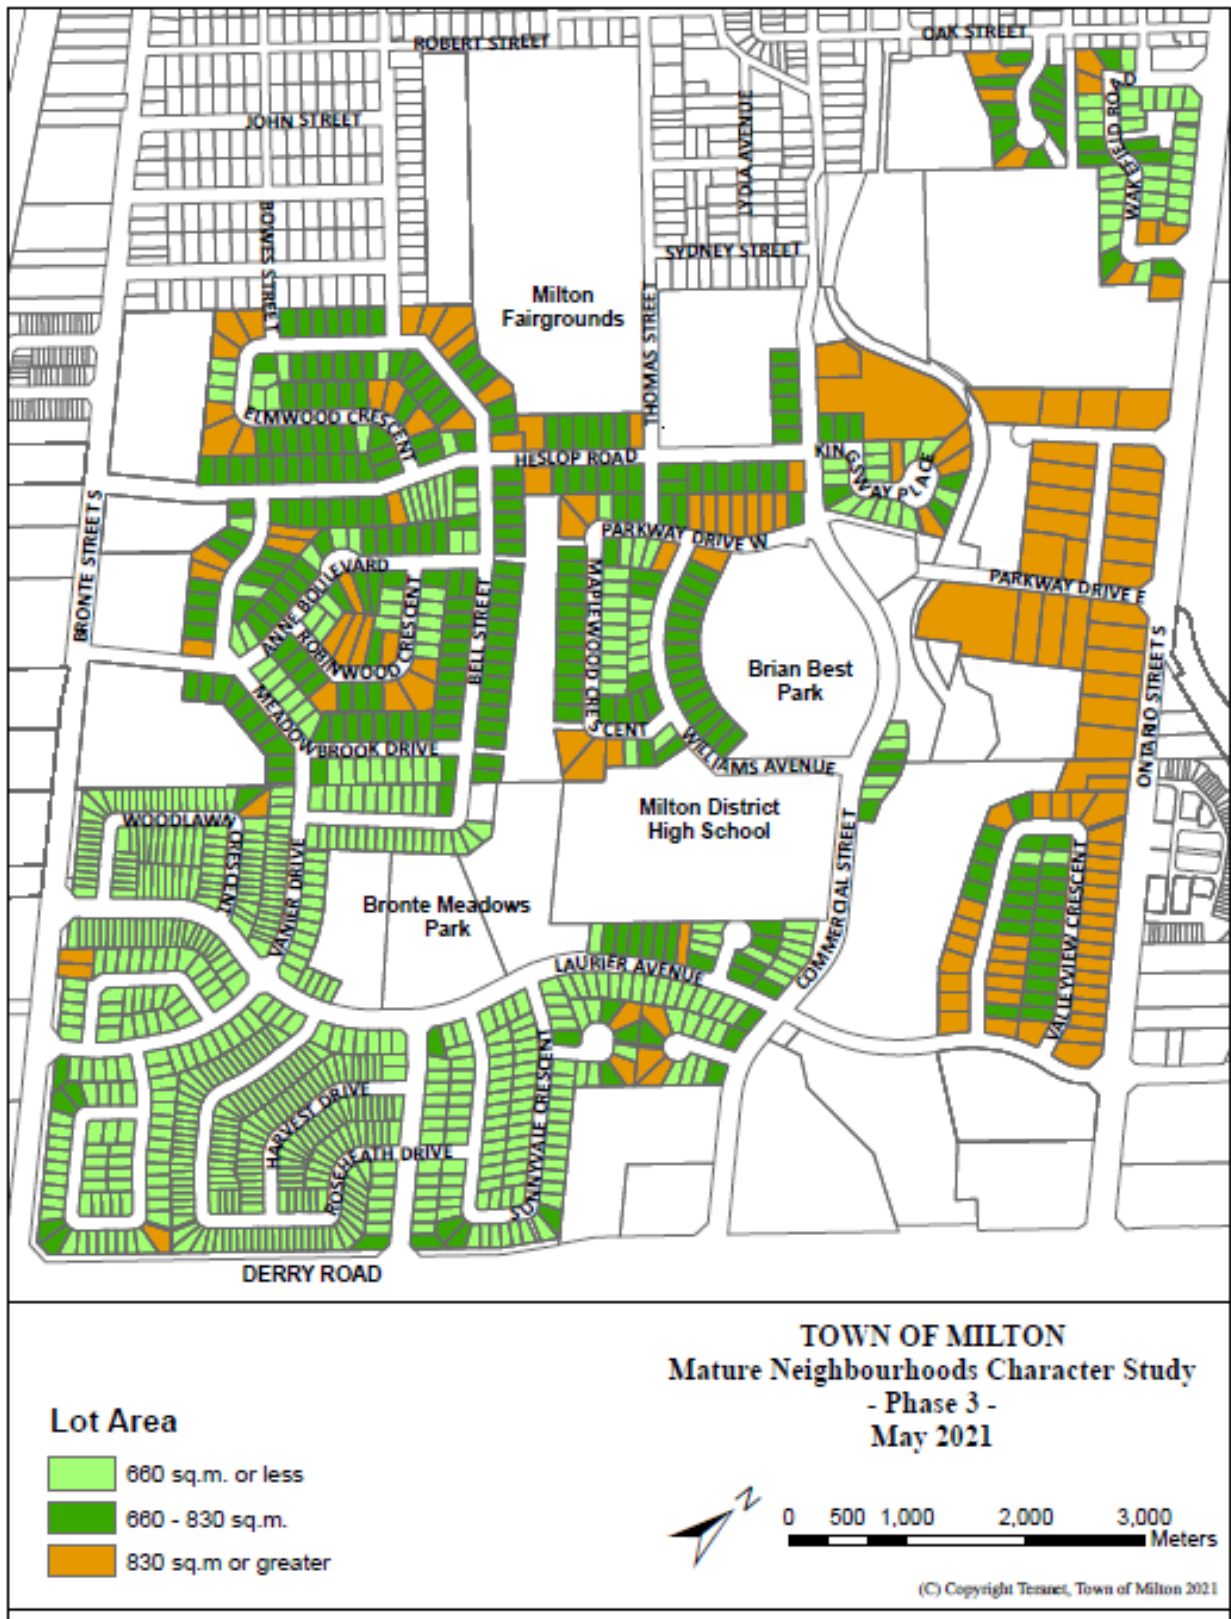 ROBERT STREET
OAK STREET
JOHN STREET
LYDIA AVENUE
WAKEFIELD ROAD
BOWES STREET
SYDNEY STREET
Milton
Fairgrounds
THOMAS STREET
ELMWOOD CRESCENT
HESLOP ROAD
KINGSWAY PLACE
BRONTE STREET S
PARKWAY DRIVE W
ANNE BOULEVARD
MAPLEWOOD CRESCENT
PARKWAY DRIVE E
ROBINWOOD CRESCENT
BELL STREET
Brian Best
Park
ONTARIO STREET S
MEADOWBROOK DRIVE
WILLIAMS AVENUE
Milton District
High School
WOODLAWN CRESCENT
VANIER DRIVE
COMMERCIAL STREET
VALLEYVIEW CRESCENT
Bronte Meadows
Park
LAURIER AVENUE
SUNNYVALE CRESCENT
HARVEST DRIVE
ROSEHEATH DRIVE
DERRY ROAD
TOWN OF MILTON
Mature Neighbourhoods Character Study
- Phase 3 -
May 2021
Lot Area
660 sq.m. or less
660 - 830 sq.m.
830 sq.m or greater
N
0 500 1,000 2,000 3,000
Meters
(C) Copyright Teranet, Town of Milton 2021